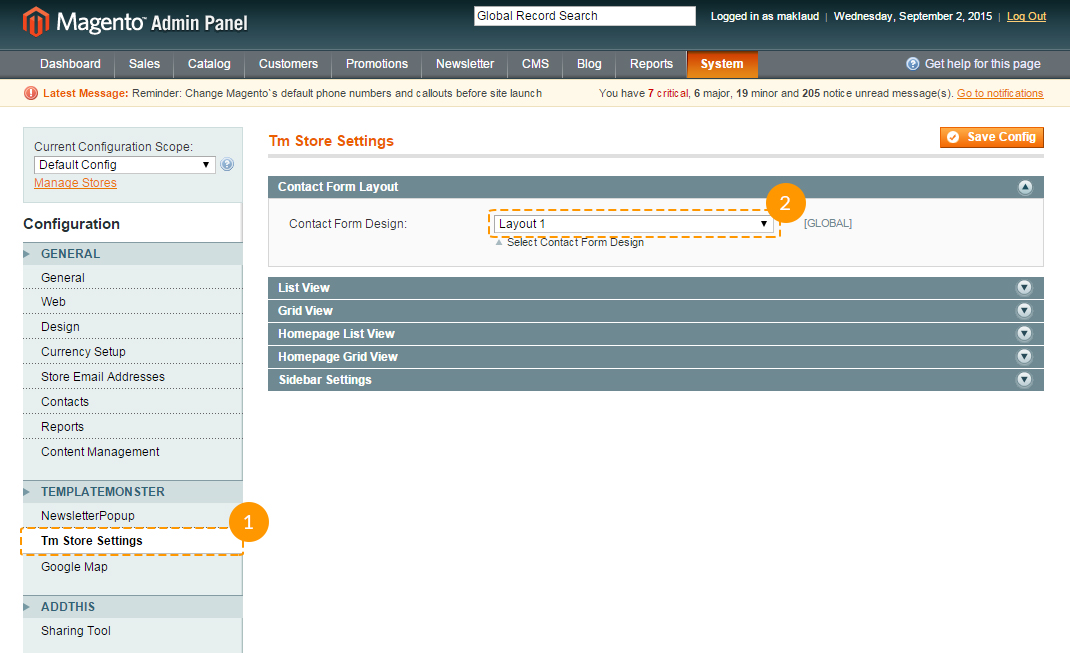 Magento Admin Panel
Global Record Search
Logged in as maklaud | Wednesday, September 2, 2015 | Log Out
Dashboard Sales Catalog Customers Promotions Newsletter CMS Blog Reports System Get help for this page
Latest Message: Reminder: Change Magento`s default phone numbers and callouts before site launch
You have 7 critical, 6 major, 19 minor and 205 notice unread message(s). Go to notifications
Current Configuration Scope:
Default Config
Manage Stores
Configuration
GENERAL
General
Web
Design
Currency Setup
Store Email Addresses
Contacts
Reports
Content Management
TEMPLATEMONSTER
NewsletterPopup
Tm Store Settings
1
Google Map
ADDTHIS
Sharing Tool
Tm Store Settings
Save Config
Contact Form Layout
Contact Form Design:
Layout 1
2
[GLOBAL]
Select Contact Form Design
List View
Grid View
Homepage List View
Homepage Grid View
Sidebar Settings